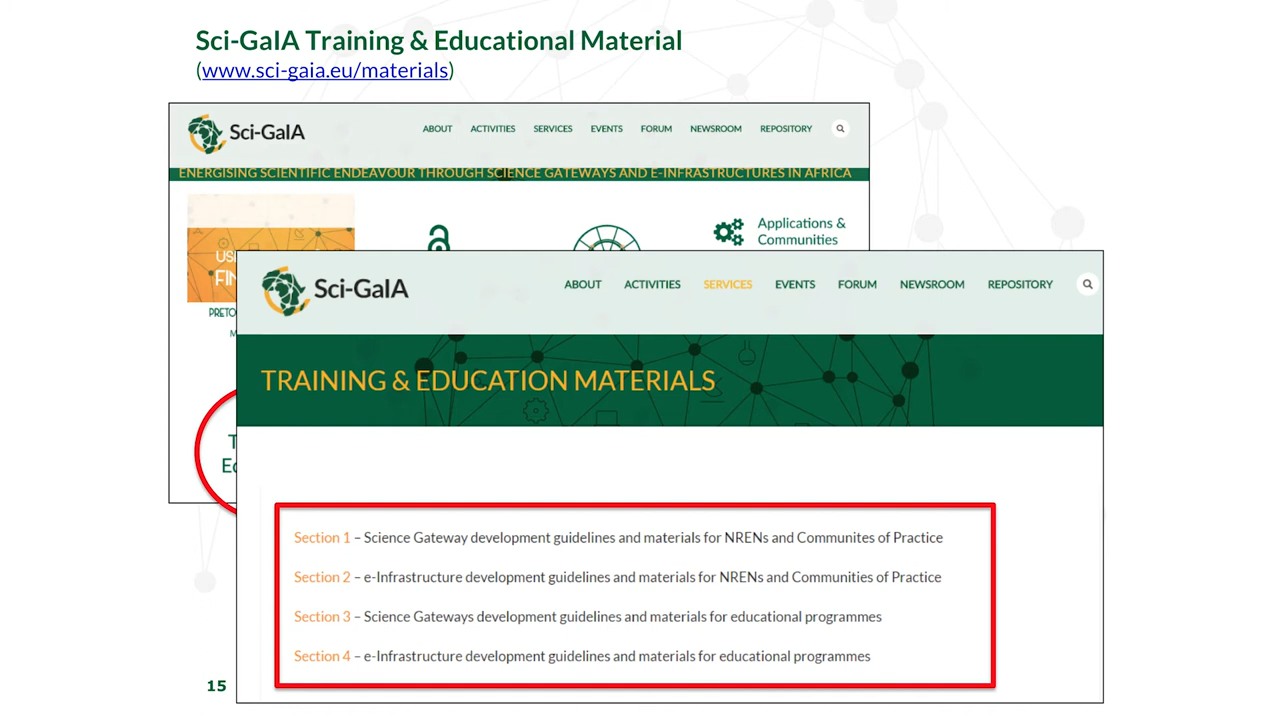 Sci-GaIA Training & Educational Material
(www.sci-gaia.eu/materials)
Sci-GaIA
ABOUT ACTIVITIES SERVICES EVENTS FORUM NEWSROOM REPOSITORY
ENERGISING SCIENTIFIC ENDEAVOUR THROUGH SCIENCE GATEWAYS AND E-INFRASTRUCTURES IN AFRICA
Applications &
Communities
Sci-GaIA
ABOUT ACTIVITIES SERVICES EVENTS FORUM NEWSROOM REPOSITORY
TRAINING & EDUCATION MATERIALS
Section 1 – Science Gateway development guidelines and materials for NRENs and Communites of Practice
Section 2 – e-Infrastructure development guidelines and materials for NRENs and Communities of Practice
Section 3 – Science Gateways development guidelines and materials for educational programmes
Section 4 – e-Infrastructure development guidelines and materials for educational programmes
15